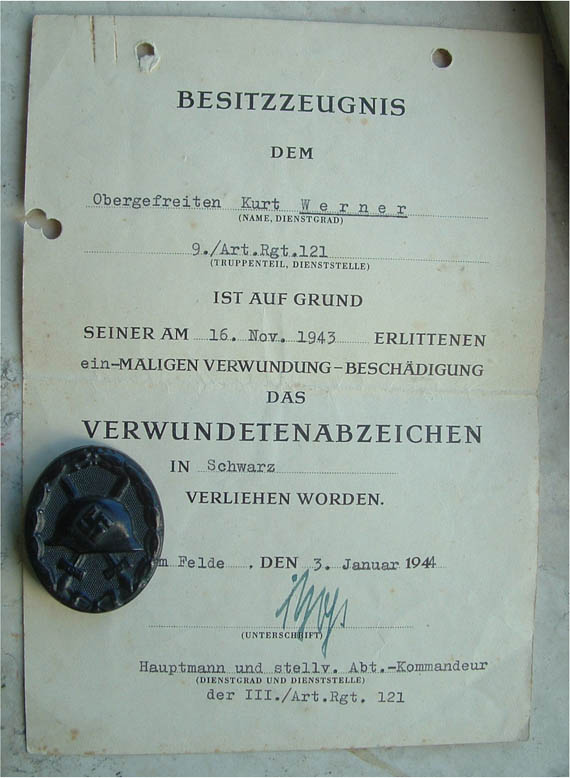 BESITZZEUGNIS
DEM
Obergefreiten Kurt Werner
(NAME, DIENSTGRAD)
9./Art.Rgt.121
(TRUPPENTEIL, DIENSTSTELLE)
IST AUF GRUND
SEINER AM 16. Nov. 1943 ERLITTENEN
ein-MALIGEN VERWUNDUNG-BESCHÄDIGUNG
DAS
VERWUNDETENABZEICHEN
IN Schwarz
VERLIEHEN WORDEN.
Felde, DEN 3. Januar 1944
(UNTERSCHRIFT)
Hauptmann und stellv. Abt.-Kommandeur
(DIENSTGRAD UND DIENSTSTELLE)
der III./Art.Rgt. 121